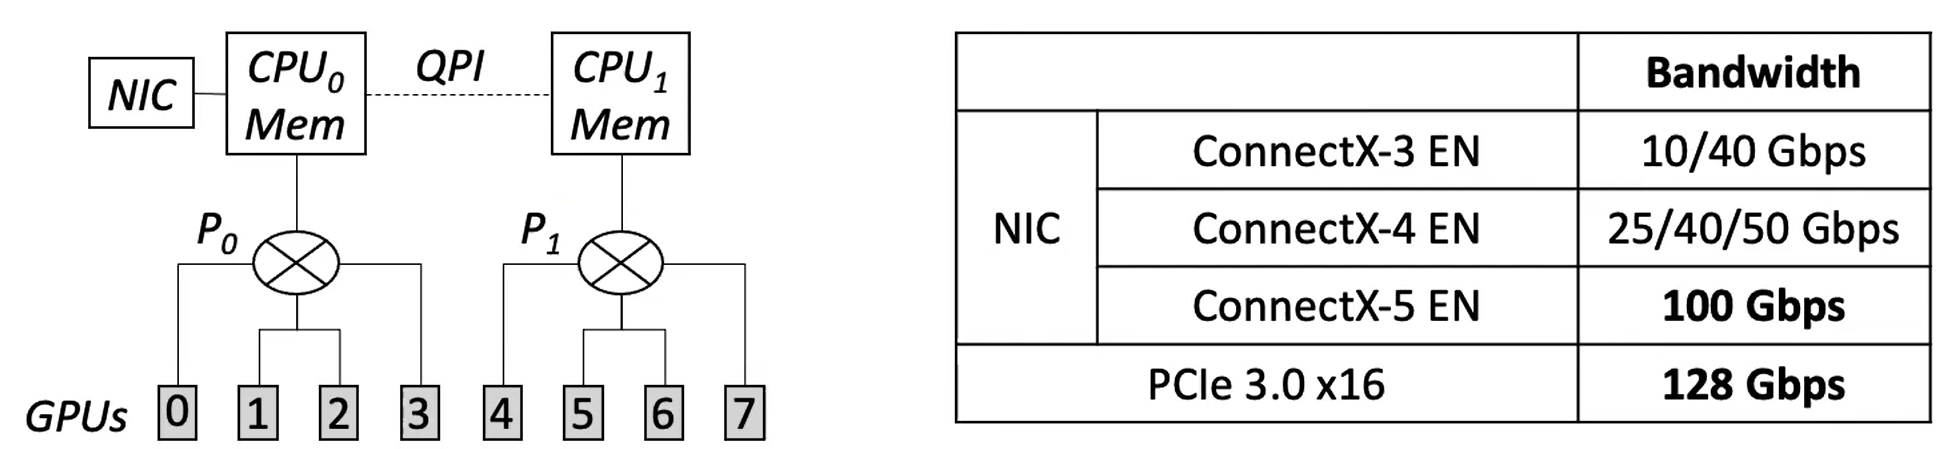 NIC
CPU0
Mem
QPI
CPU1
Mem
P0
P1
GPUs 0 1 2 3 4 5 6 7
Bandwidth
NIC
ConnectX-3 EN 10/40 Gbps
ConnectX-4 EN 25/40/50 Gbps
ConnectX-5 EN 100 Gbps
PCIe 3.0 x16 128 Gbps